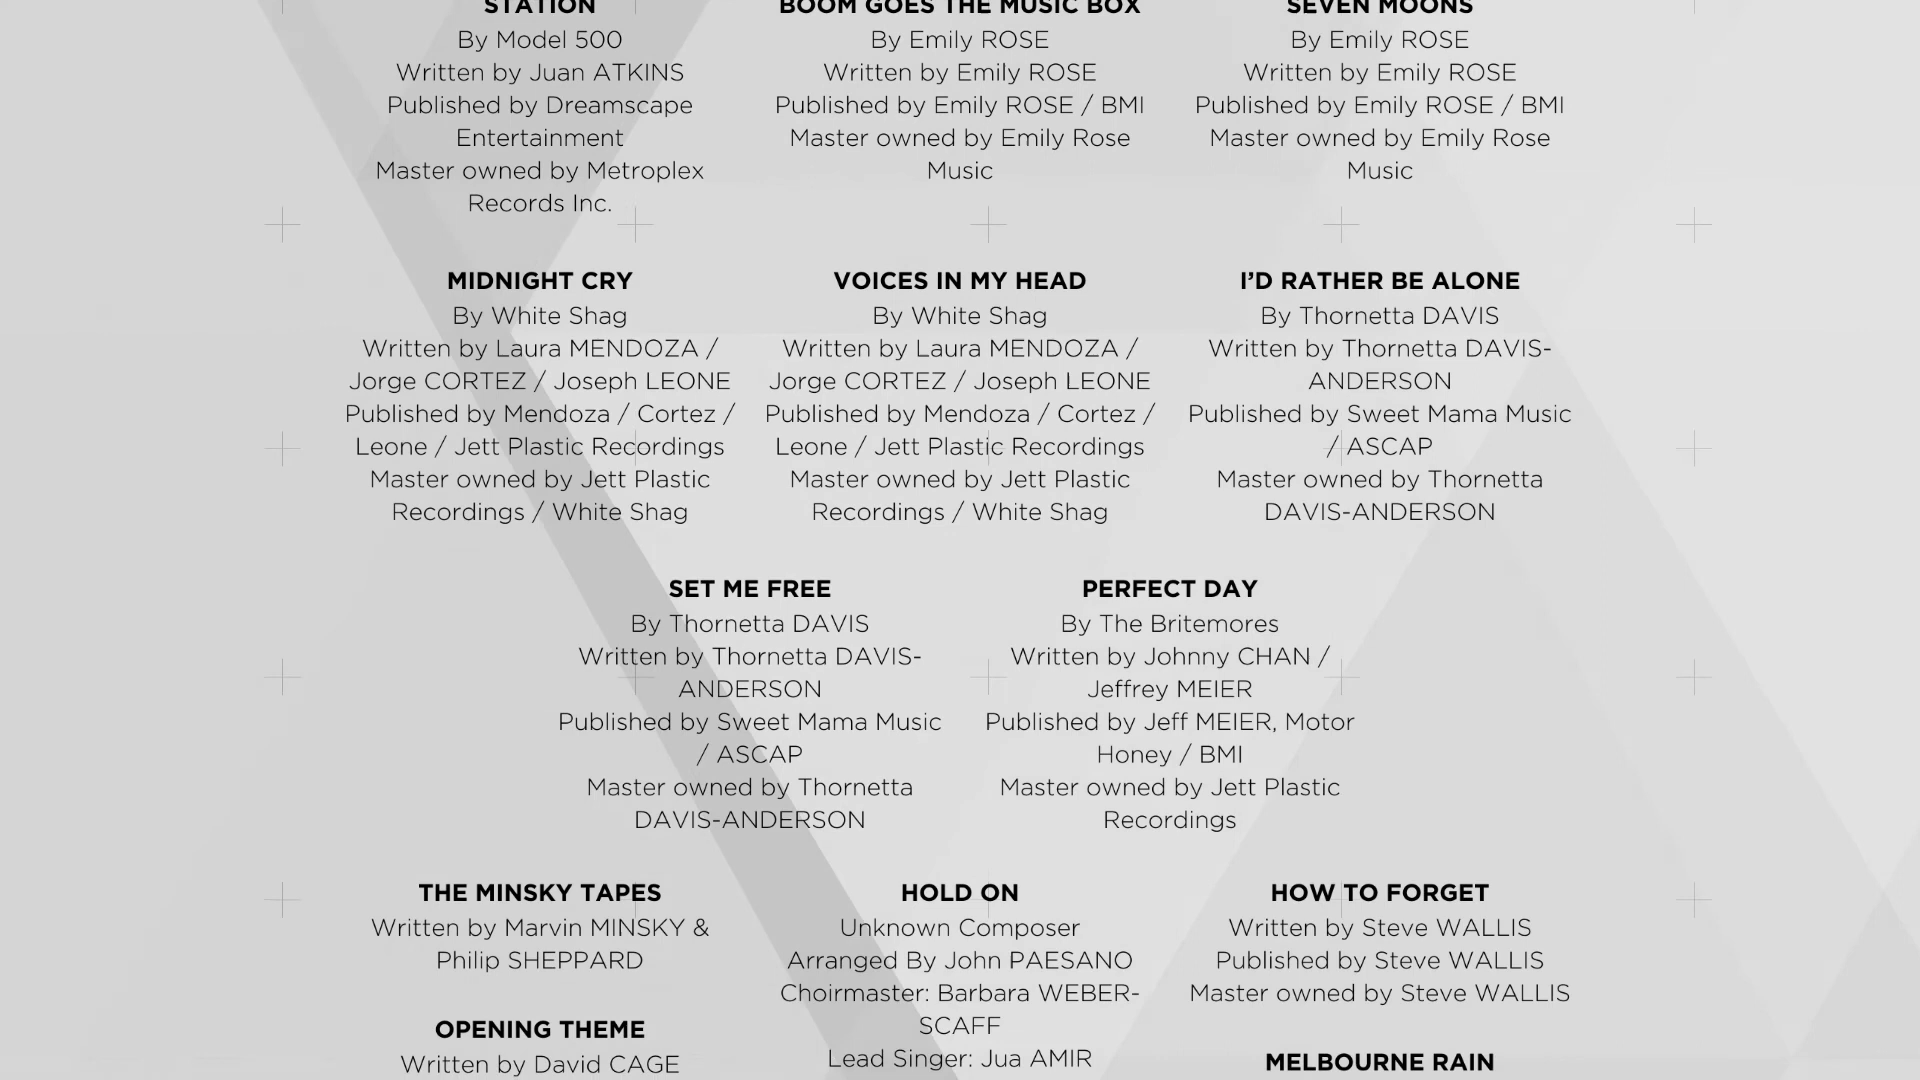 STATION
By Model 500
Written by Juan ATKINS
Published by Dreamscape
Entertainment
Master owned by Metroplex
Records Inc.
BOOM GOES THE MUSIC BOX
By Emily ROSE
Written by Emily ROSE
Published by Emily ROSE / BMI
Master owned by Emily Rose
Music
SEVEN MOONS
By Emily ROSE
Written by Emily ROSE
Published by Emily ROSE / BMI
Master owned by Emily Rose
Music
MIDNIGHT CRY
By White Shag
Written by Laura MENDOZA /
Jorge CORTEZ / Joseph LEONE
Published by Mendoza / Cortez /
Leone / Jett Plastic Recordings
Master owned by Jett Plastic
Recordings / White Shag
VOICES IN MY HEAD
By White Shag
Written by Laura MENDOZA /
Jorge CORTEZ / Joseph LEONE
Published by Mendoza / Cortez /
Leone / Jett Plastic Recordings
Master owned by Jett Plastic
Recordings / White Shag
I’D RATHER BE ALONE
By Thornetta DAVIS
Written by Thornetta DAVIS-
ANDERSON
Published by Sweet Mama Music
/ ASCAP
Master owned by Thornetta
DAVIS-ANDERSON
SET ME FREE
By Thornetta DAVIS
Written by Thornetta DAVIS-
ANDERSON
Published by Sweet Mama Music
/ ASCAP
Master owned by Thornetta
DAVIS-ANDERSON
PERFECT DAY
By The Britemores
Written by Johnny CHAN /
Jeffrey MEIER
Published by Jeff MEIER, Motor
Honey / BMI
Master owned by Jett Plastic
Recordings
THE MINSKY TAPES
Written by Marvin MINSKY &
Philip SHEPPARD
OPENING THEME
Written by David CAGE
HOLD ON
Unknown Composer
Arranged By John PAESANO
Choirmaster: Barbara WEBER-
SCAFF
Lead Singer: Jua AMIR
HOW TO FORGET
Written by Steve WALLIS
Published by Steve WALLIS
Master owned by Steve WALLIS
MELBOURNE RAIN